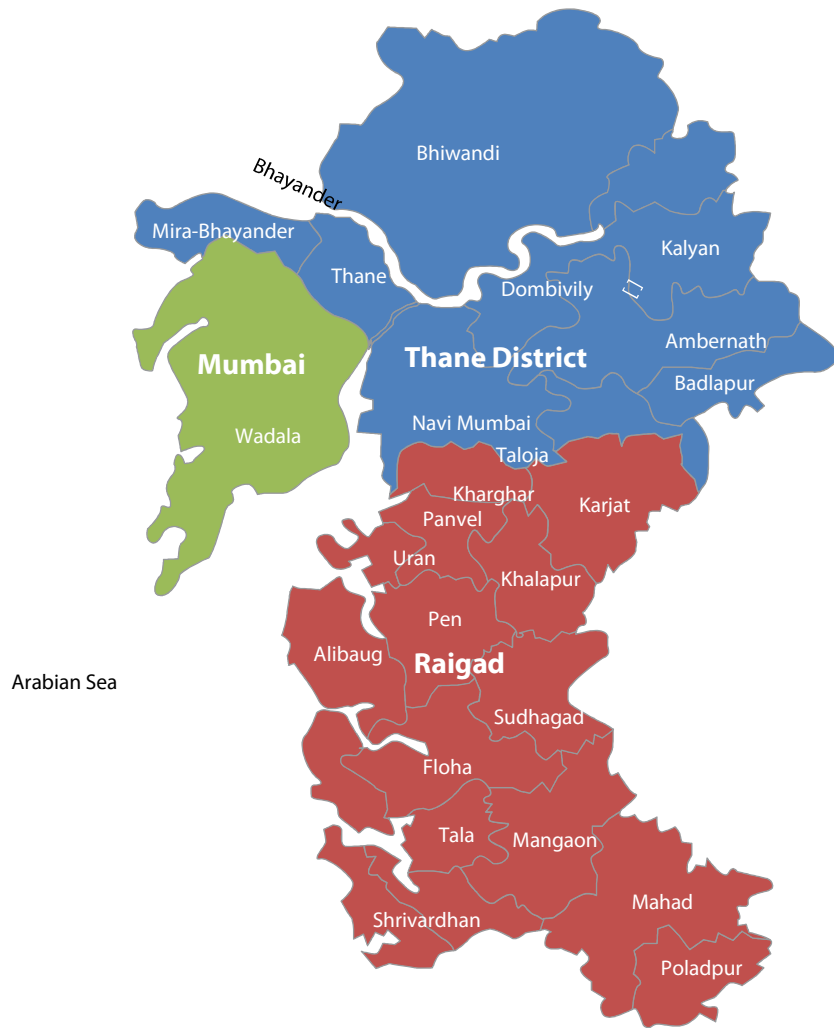 Bhiwandi
Bhayander
Mira-Bhayander
Kalyan
Thane
Dombivily
Ambernath
Thane District
Mumbai
Badlapur
Navi Mumbai
Wadala
Taloja
Kharghar
Karjat
Panvel
Uran
Khalapur
Pen
Alibaug
Raigad
Arabian Sea
Sudhagad
Floha
Tala
Mangaon
Mahad
Shrivardhan
Poladpur